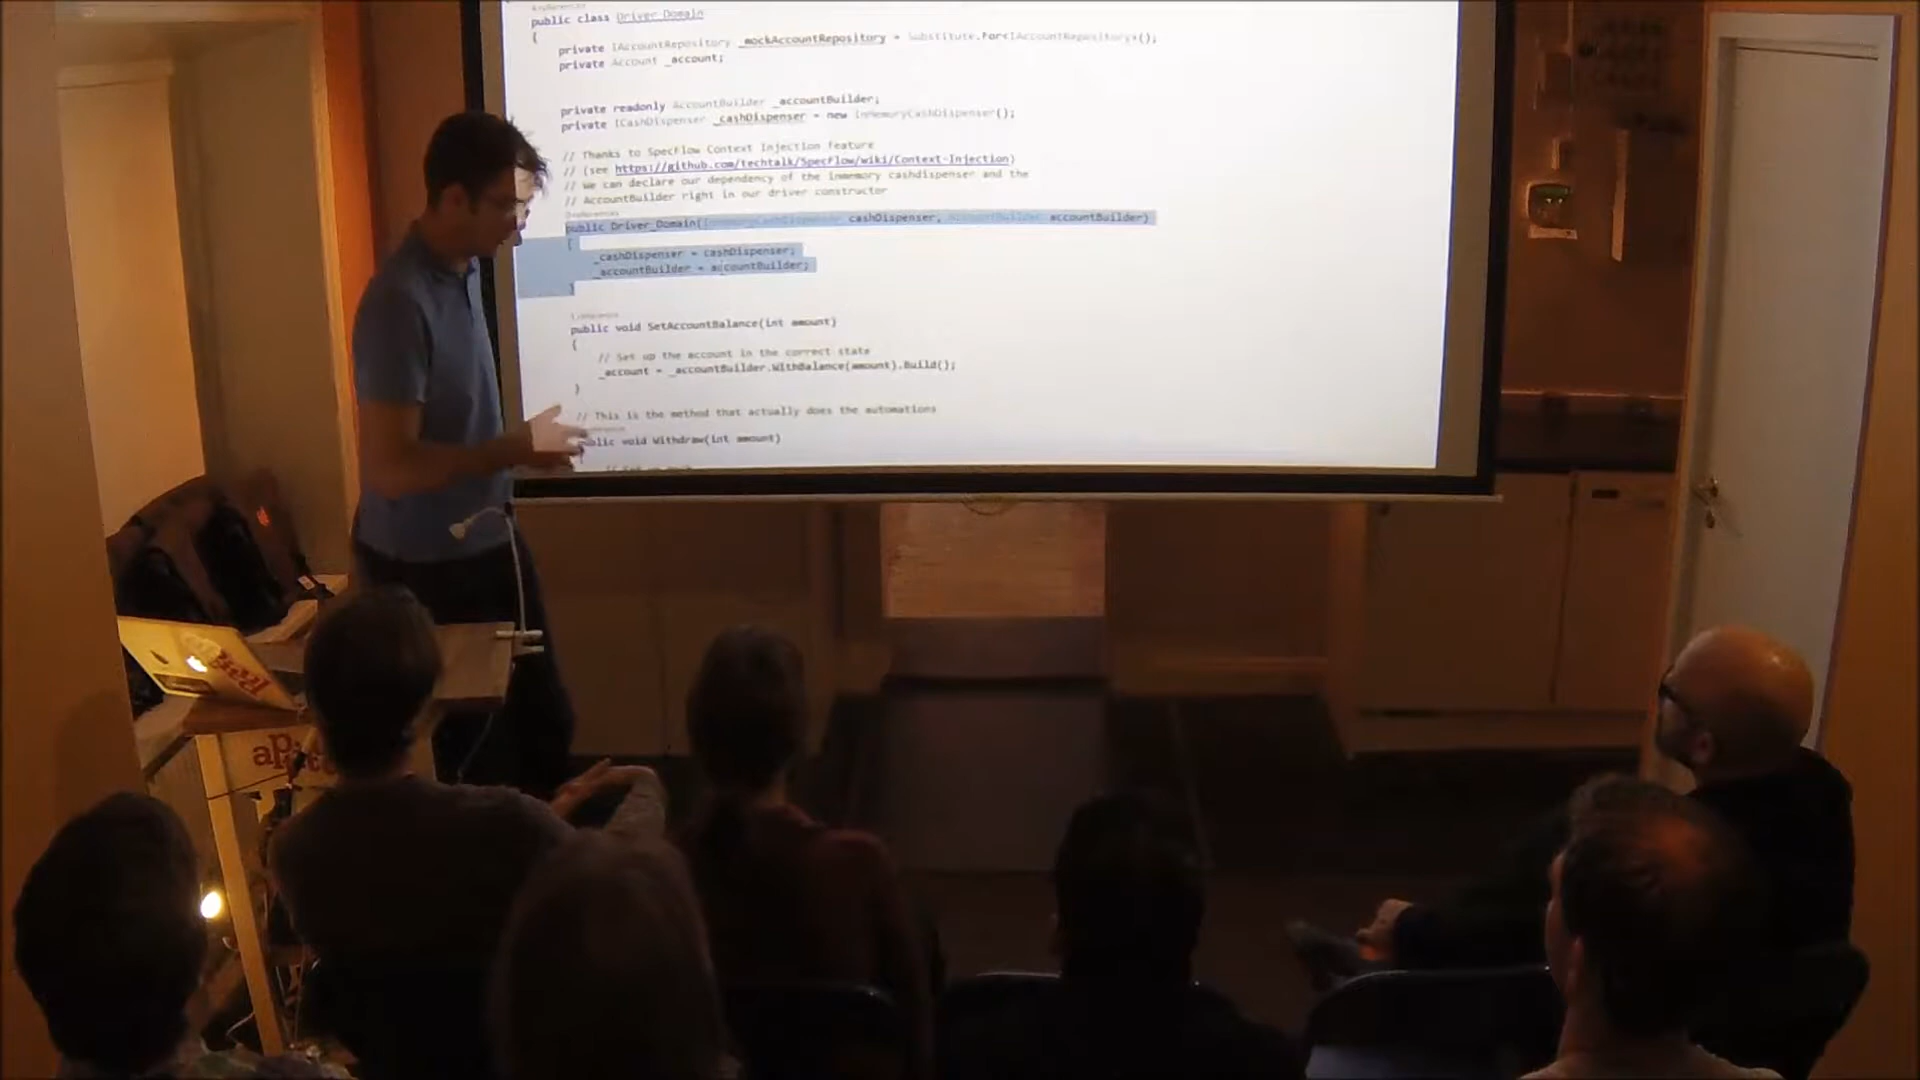 public class Driver_Domain
{
private IAccountRepository _mockAccountRepository = Substitute.For<IAccountRepository>();
private Account _account;
private readonly AccountBuilder _accountBuilder;
private ICashDispenser _cashDispenser = new InMemoryCashDispenser();
// Thanks to SpecFlow Context Injection feature
// (see https://github.com/techtalk/SpecFlow/wiki/Context-Injection)
// we can declare our dependency of the inmemory cashdispenser and the
// AccountBuilder right in our driver constructor
public Driver_Domain( cashDispenser, AccountBuilder accountBuilder)
{
_cashDispenser = cashDispenser;
_accountBuilder = accountBuilder;
}
public void SetAccountBalance(int amount)
{
// Set up the account in the correct state
_account = _accountBuilder.WithBalance(amount).Build();
}
// This is the method that actually does the automations
public void Withdraw(int amount)